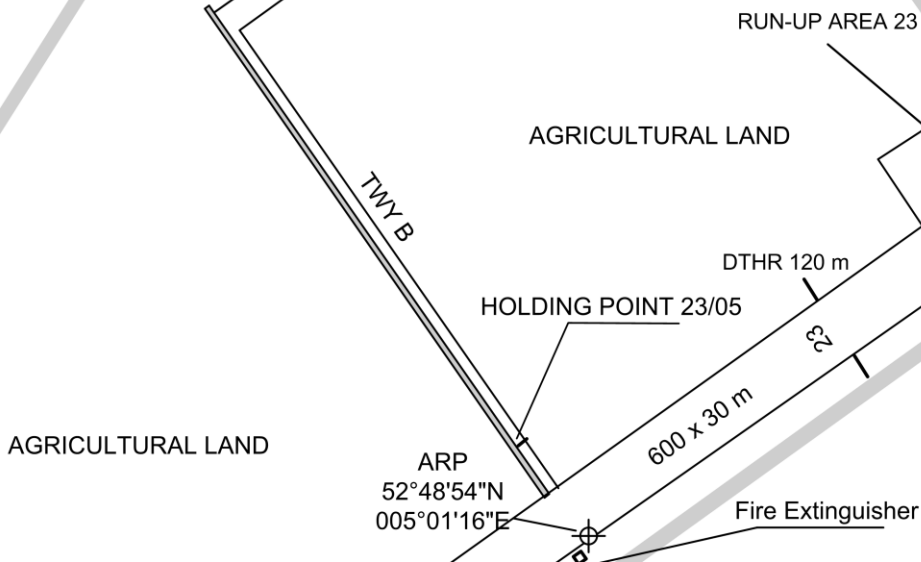 RUN-UP AREA 23
AGRICULTURAL LAND
TWY B
DTHR 120 m
HOLDING POINT 23/05
23
600 x 30 m
AGRICULTURAL LAND
ARP
52°48'54"N
005°01'16"E
Fire Extinguisher